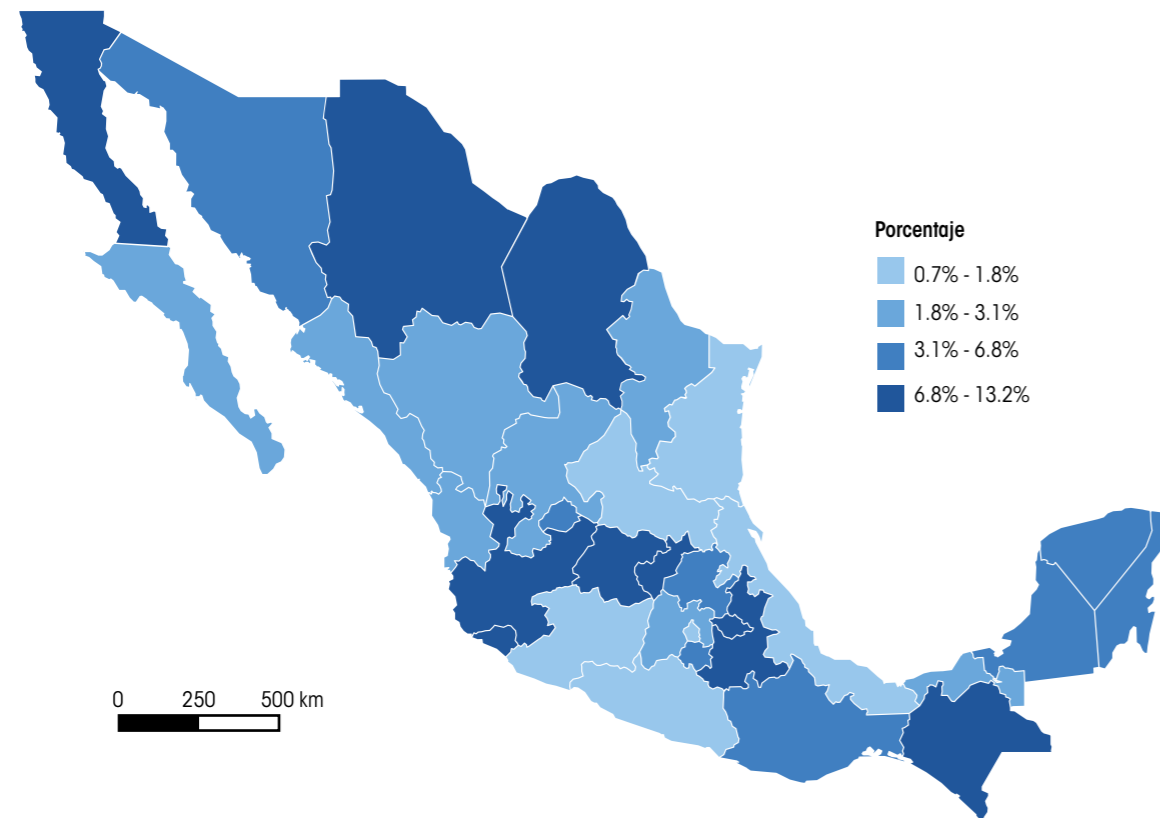 Porcentaje
0.7% - 1.8%
1.8% - 3.1%
3.1% - 6.8%
6.8% - 13.2%
0 250 500 km